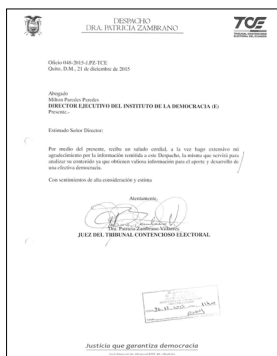 DESPACHO
DRA. PATRICIA ZAMBRANO
TCE
Oficio 048-2015-J.PZ-TCE
Quito, D.M., 21 de diciembre de 2015
Abogado
Milton Paredes Paredes
DIRECTOR EJECUTIVO DEL INSTITUTO DE LA DEMOCRACIA (E)
Presente.-
Estimado Señor Director:
Por medio del presente, reciba un saludo cordial, a la vez hago extensivo mi
agradecimiento por la información remitida a este Despacho, la misma que servirá para
analizar su contenido ya que obtienen valiosa información para el aporte y desarrollo de
una efectiva democracia.
Con sentimientos de alta consideración y estima
Atentamente,
Dra. Patricia Zambrano Villacrés
JUEZ DEL TRIBUNAL CONTENCIOSO ELECTORAL
Justicia que garantiza democracia